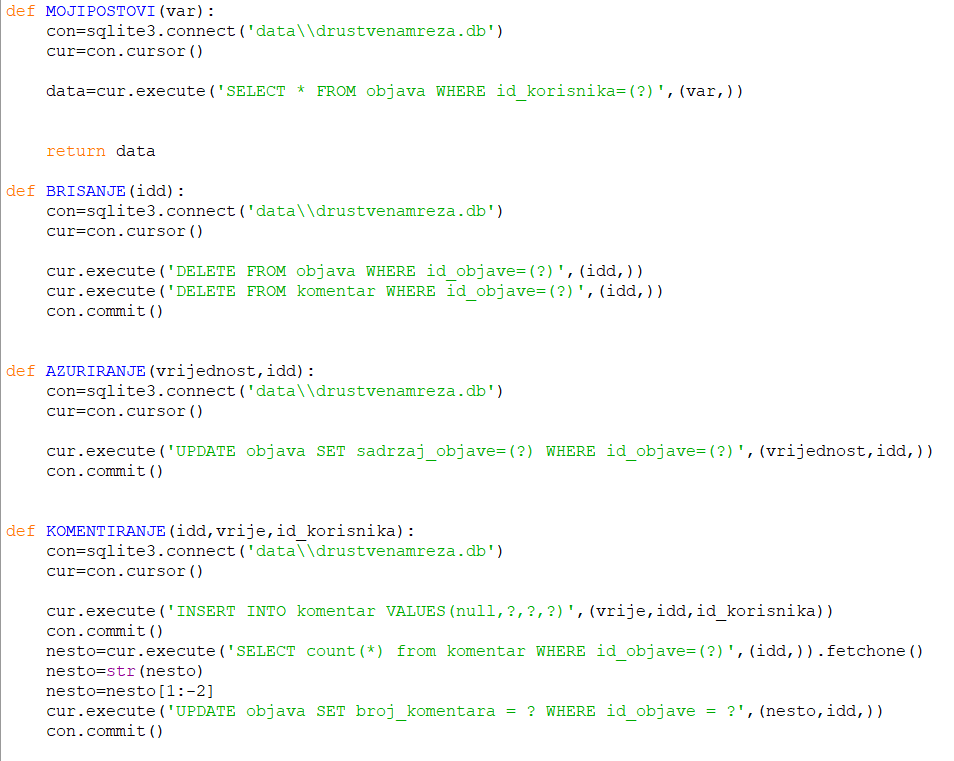 def MOJIPOSTOVI(var):
    con=sqlite3.connect('data\\drustvenamreza.db')
    cur=con.cursor()
    data=cur.execute('SELECT * FROM objava WHERE id_korisnika=(?)',(var,))
    return data
def BRISANJE(idd):
    con=sqlite3.connect('data\\drustvenamreza.db')
    cur=con.cursor()
    cur.execute('DELETE FROM objava WHERE id_objave=(?)',(idd,))
    cur.execute('DELETE FROM komentar WHERE id_objave=(?)',(idd,))
    con.commit()
def AZURIRANJE(vrijednost,idd):
    con=sqlite3.connect('data\\drustvenamreza.db')
    cur=con.cursor()
    cur.execute('UPDATE objava SET sadrzaj_objave=(?) WHERE id_objave=(?)',(vrijednost,idd,))
    con.commit()
def KOMENTIRANJE(idd,vrije,id_korisnika):
    con=sqlite3.connect('data\\drustvenamreza.db')
    cur=con.cursor()
    cur.execute('INSERT INTO komentar VALUES(null,?,?,?)',(vrije,idd,id_korisnika))
    con.commit()
    nesto=cur.execute('SELECT count(*) from komentar WHERE id_objave=(?)',(idd,)).fetchone()
    nesto=str(nesto)
    nesto=nesto[1:-2]
    cur.execute('UPDATE objava SET broj_komentara = ? WHERE id_objave = ?',(nesto,idd,))
    con.commit()